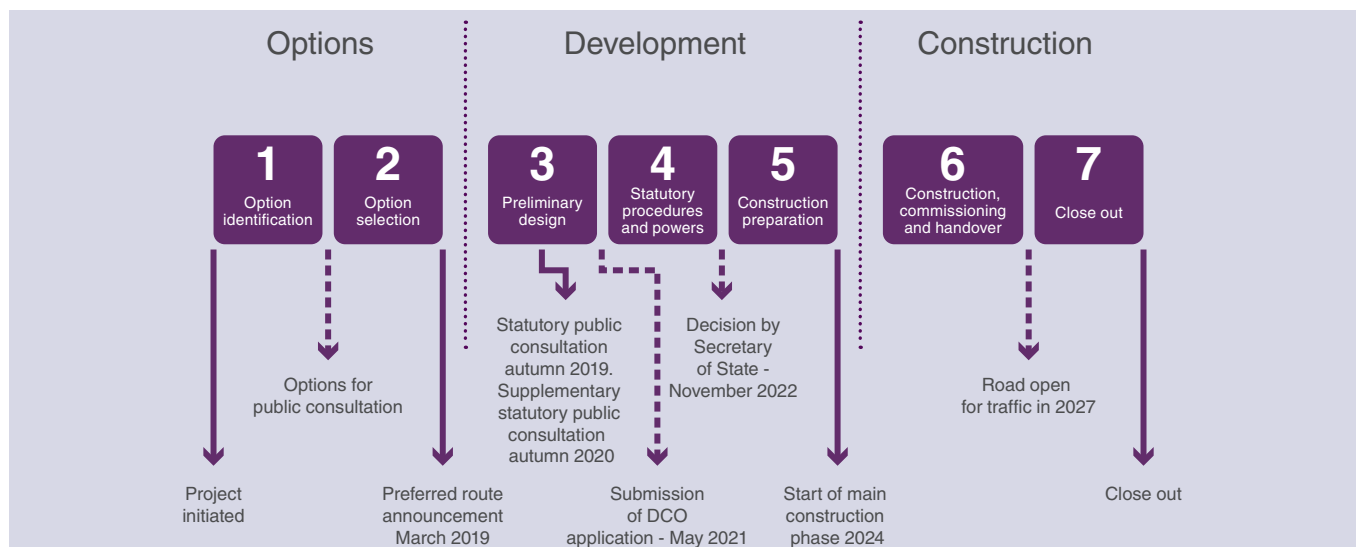 Options
Development
Construction
1
Option
identification
2
Option
selection
3
Preliminary
design
4
Statutory
procedures
and powers
5
Construction
preparation
6
Construction,
commissioning
and handover
7
Close out
Project
initiated
Options for
public consultation
Preferred route
announcement
March 2019
Statutory public
consultation
autumn 2019.
Supplementary
statutory public
consultation
autumn 2020
Submission
of DCO
application - May 2021
Decision by
Secretary
of State -
November 2022
Start of main
construction
phase 2024
Road open
for traffic in 2027
Close out